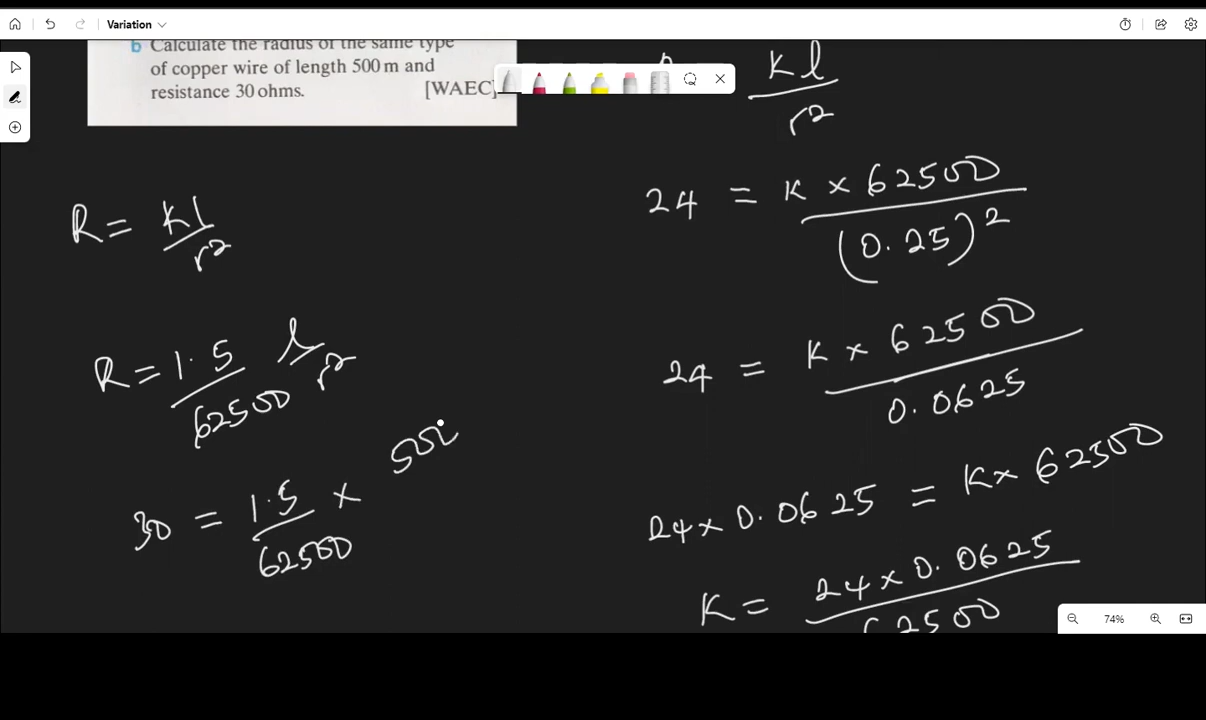 Variation
b Calculate the radius of the same type
of copper wire of length 500 m and
resistance 30 ohms. [WAEC]
Kl
r²
24 = K × 62500
(0.25)²
R = Kl
r²
24 = K × 62500
0.0625
R = 1.5 l
62500 r²
24 × 0.0625 = K × 62500
500
30 = 1.5 ×
62500
K = 24 × 0.0625
62500
74%